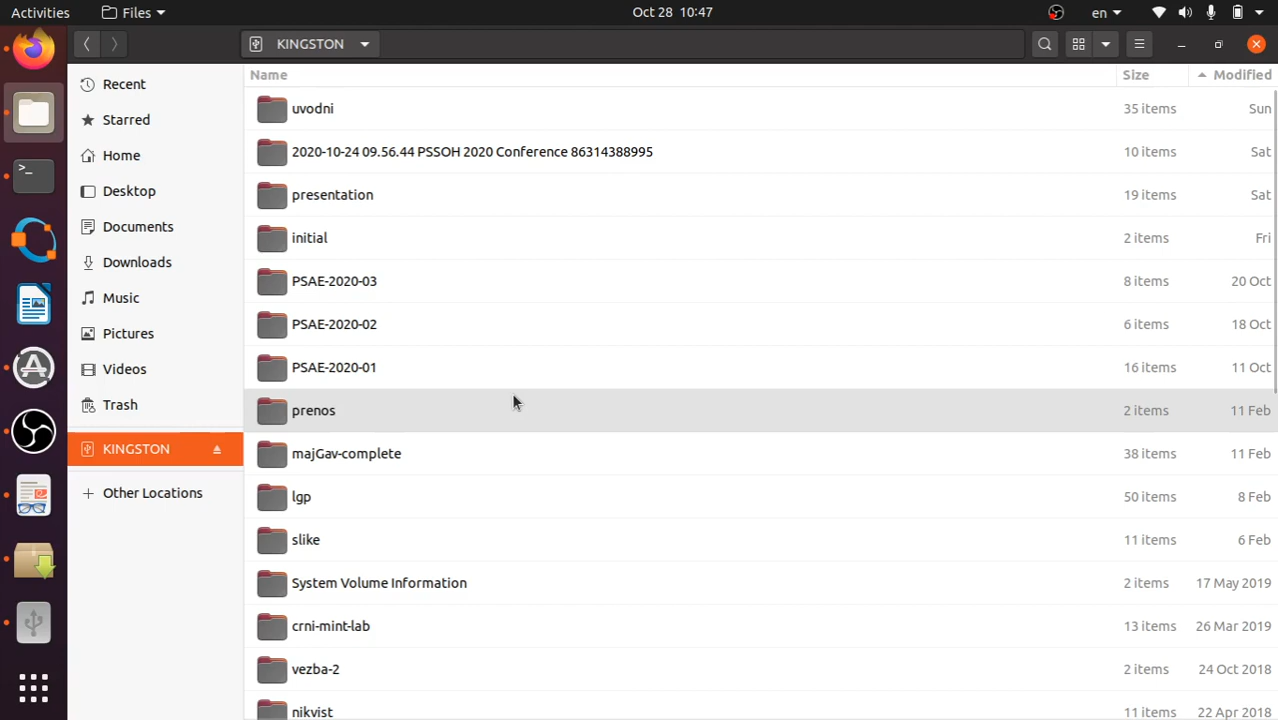 Activities Files Oct 28 10:47 en
KINGSTON
Recent
Starred
Home
Desktop
Documents
Downloads
Music
Pictures
Videos
Trash
KINGSTON
Other Locations
Name Size Modified
uvodni 35 items Sun
2020-10-24 09.56.44 PSSOH 2020 Conference 86314388995 10 items Sat
presentation 19 items Sat
initial 2 items Fri
PSAE-2020-03 8 items 20 Oct
PSAE-2020-02 6 items 18 Oct
PSAE-2020-01 16 items 11 Oct
prenos 2 items 11 Feb
majGav-complete 38 items 11 Feb
lgp 50 items 8 Feb
slike 11 items 6 Feb
System Volume Information 2 items 17 May 2019
crni-mint-lab 13 items 26 Mar 2019
vezba-2 2 items 24 Oct 2018
nikvist 11 items 22 Apr 2018